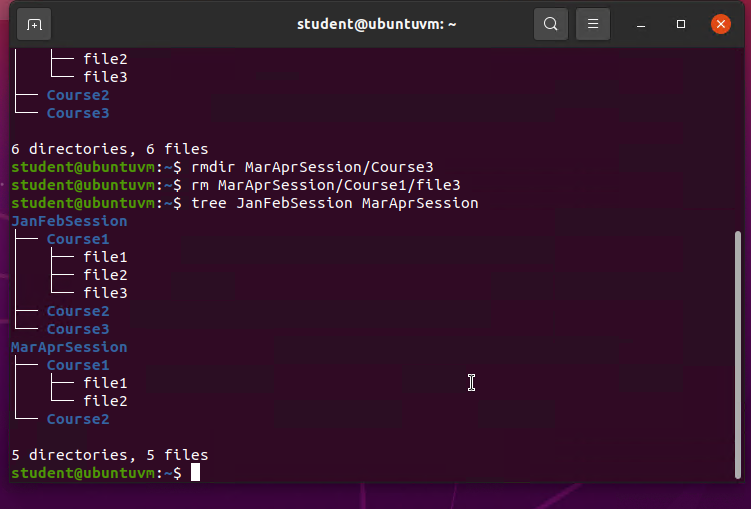 student@ubuntuvm: ~
│   ├── file2
│   └── file3
├── Course2
└── Course3
6 directories, 6 files
student@ubuntuvm:~$ rmdir MarAprSession/Course3
student@ubuntuvm:~$ rm MarAprSession/Course1/file3
student@ubuntuvm:~$ tree JanFebSession MarAprSession
JanFebSession
├── Course1
│   ├── file1
│   ├── file2
│   └── file3
├── Course2
└── Course3
MarAprSession
├── Course1
│   ├── file1
│   └── file2
└── Course2
5 directories, 5 files
student@ubuntuvm:~$